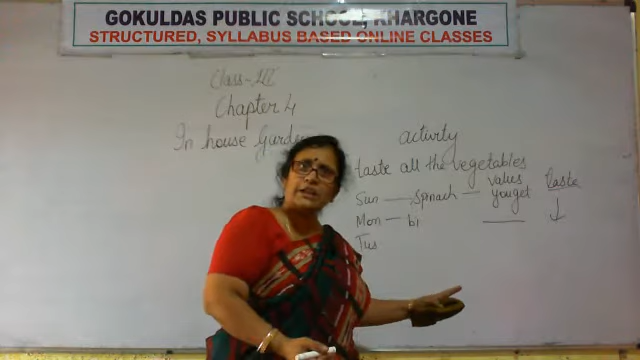 GOKULDAS PUBLIC SCHOOL, KHARGONE
STRUCTURED, SYLLABUS BASED ONLINE CLASSES
Class-III
Chapter 4
In house
activity
taste all the vegetables
Sun — Spinach — values you get taste
Mon — bi
Tus